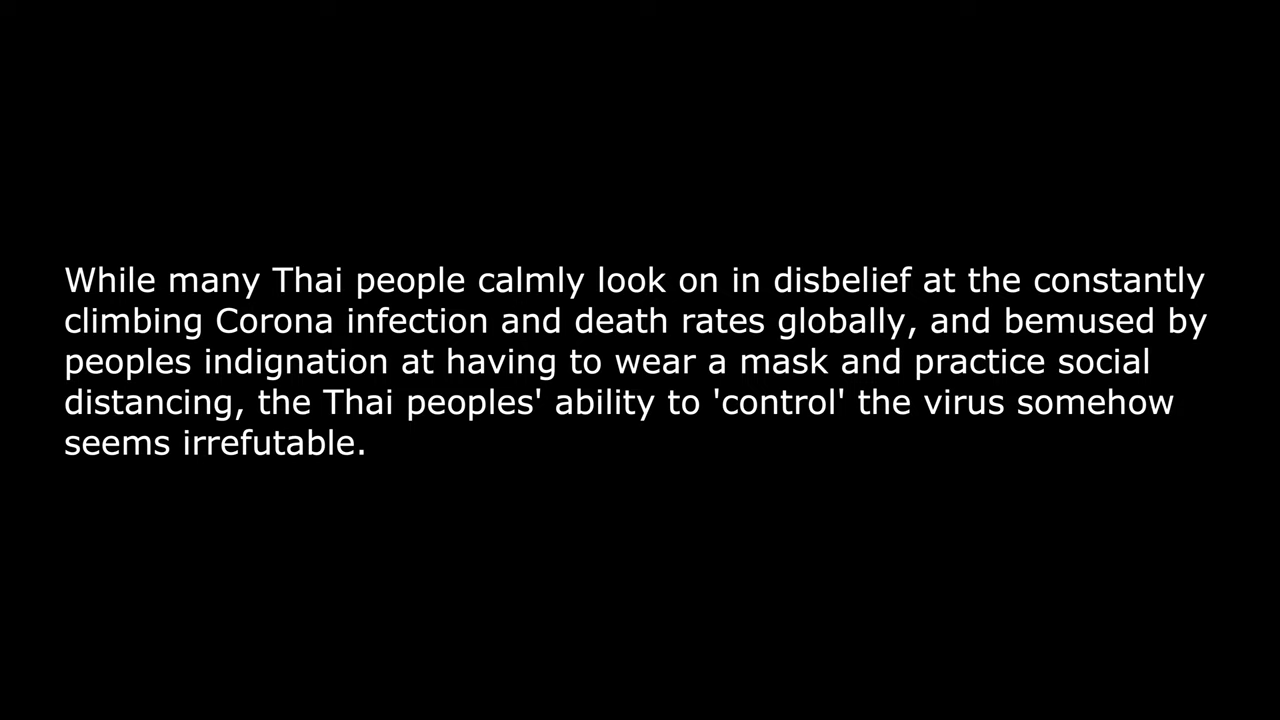 While many Thai people calmly look on in disbelief at the constantly
climbing Corona infection and death rates globally, and bemused by
peoples indignation at having to wear a mask and practice social
distancing, the Thai peoples' ability to 'control' the virus somehow
seems irrefutable.